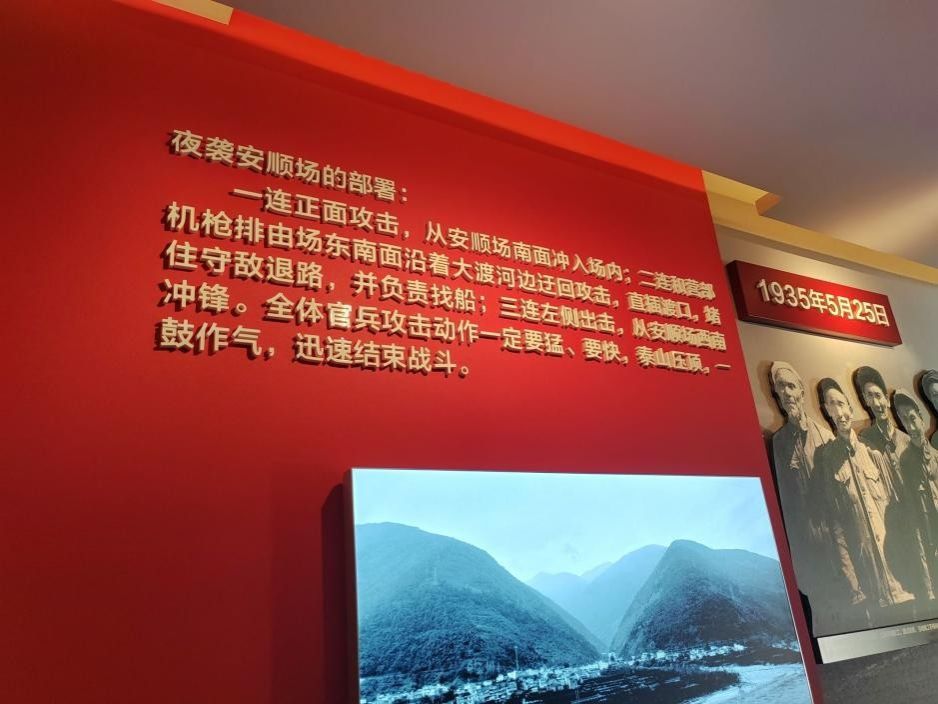 夜袭安顺场的部署：
一连正面攻击，从安顺场南面冲入场内；二连和营部
机枪排由场东南面沿着大渡河边迂回攻击，直插渡口，堵
住守敌退路，并负责找船；三连左侧出击，从安顺场西南
冲锋。全体官兵攻击动作一定要猛、要快，泰山压顶，一
鼓作气，迅速结束战斗。
1935年5月25日